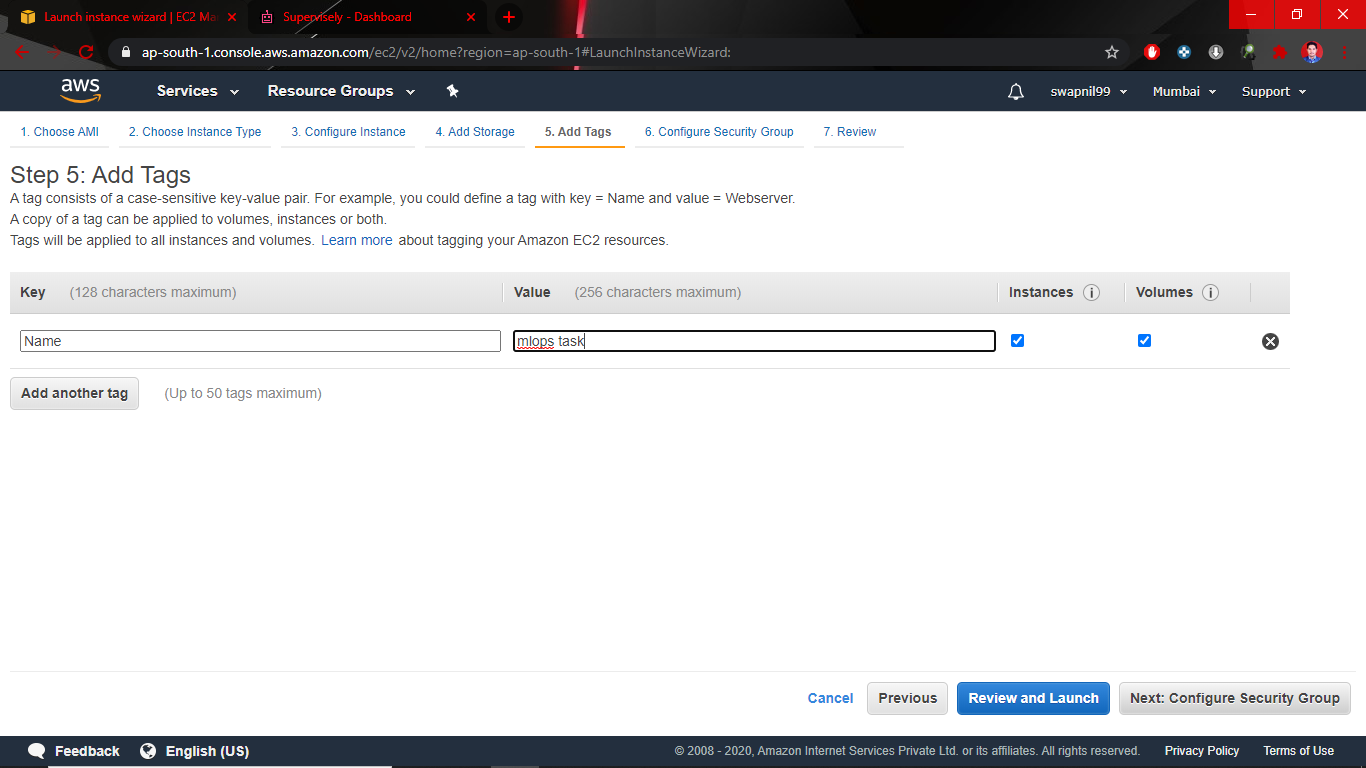 Launch instance wizard | EC2 Ma
Supervisely - Dashboard
ap-south-1.console.aws.amazon.com/ec2/v2/home?region=ap-south-1#LaunchInstanceWizard:
aws Services Resource Groups swapnil99 Mumbai Support
1. Choose AMI 2. Choose Instance Type 3. Configure Instance 4. Add Storage 5. Add Tags 6. Configure Security Group 7. Review
Step 5: Add Tags
A tag consists of a case-sensitive key-value pair. For example, you could define a tag with key = Name and value = Webserver.
A copy of a tag can be applied to volumes, instances or both.
Tags will be applied to all instances and volumes. Learn more about tagging your Amazon EC2 resources.
Key (128 characters maximum) Value (256 characters maximum) Instances i Volumes i
Name mlops task
Add another tag (Up to 50 tags maximum)
Cancel Previous Review and Launch Next: Configure Security Group
Feedback English (US) © 2008 - 2020, Amazon Internet Services Private Ltd. or its affiliates. All rights reserved. Privacy Policy Terms of Use